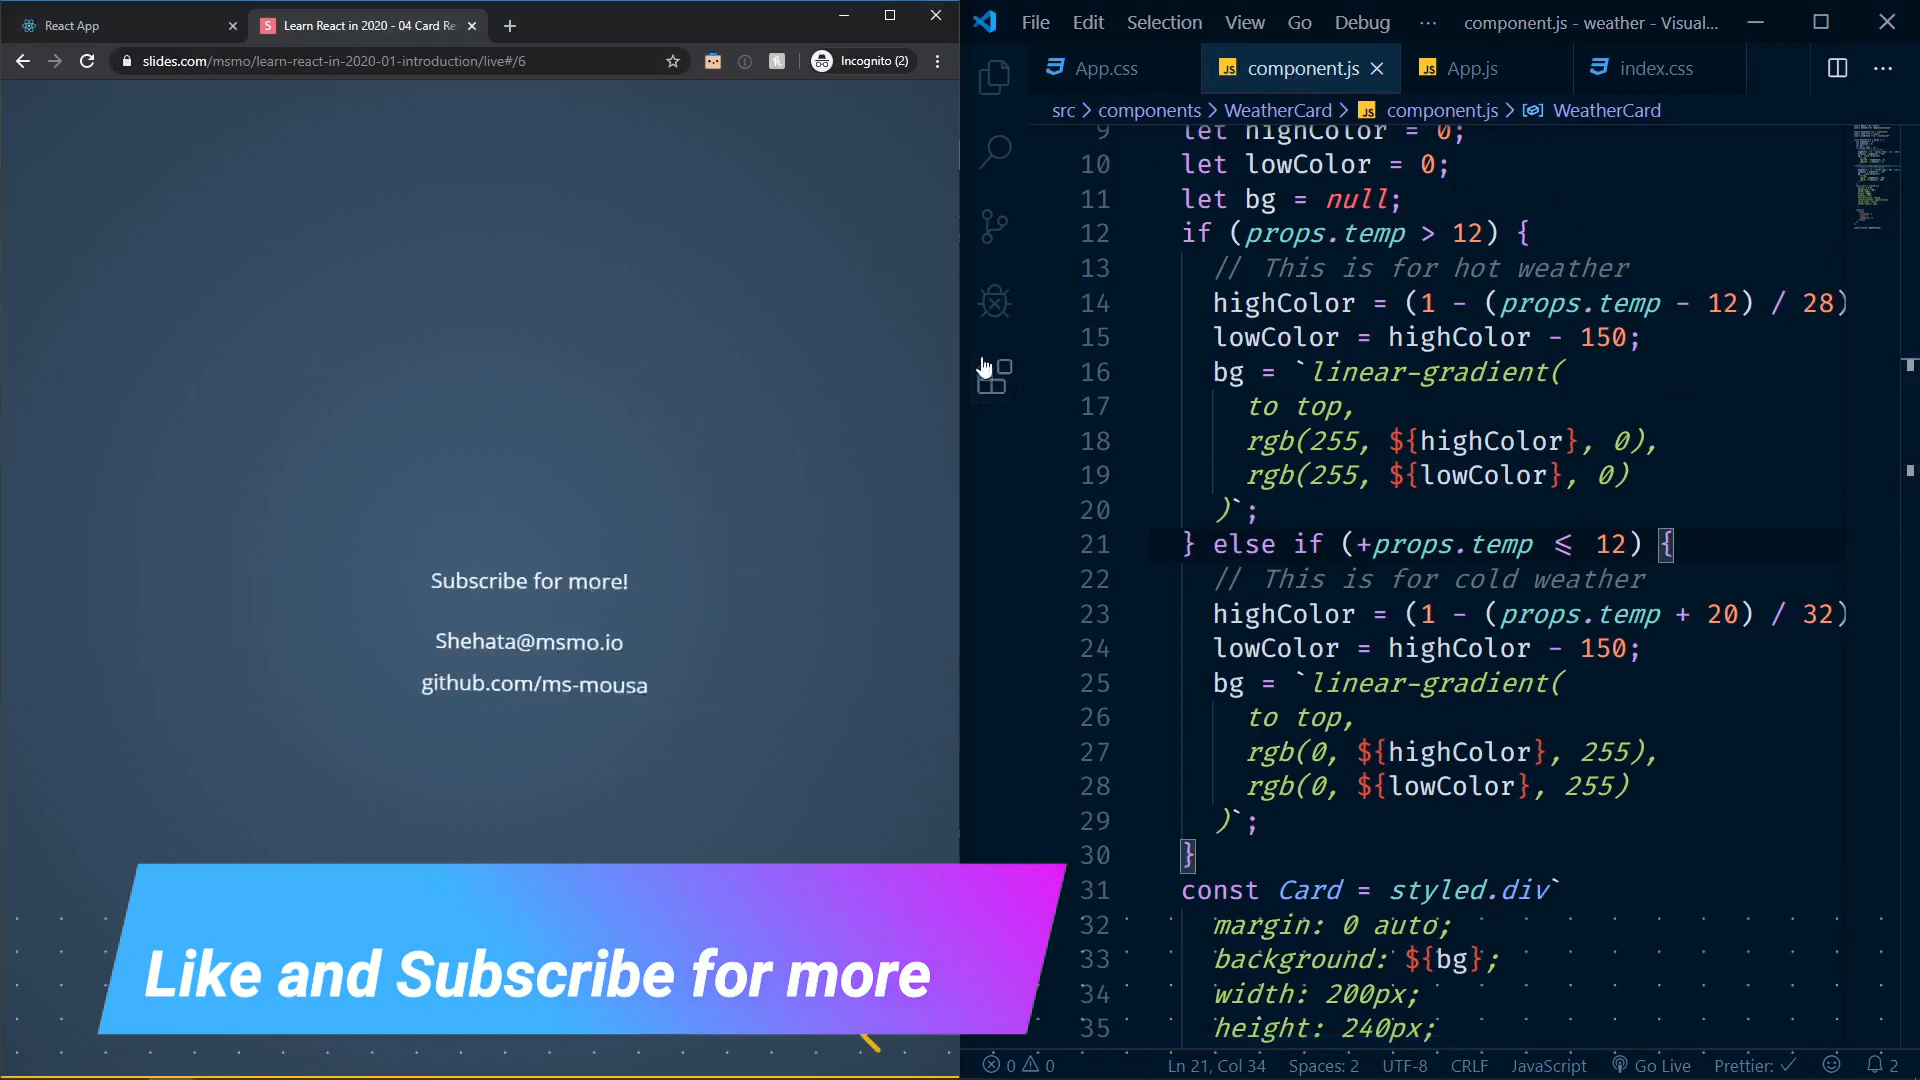 React App
Learn React in 2020 - 04 Card Re
slides.com/msmo/learn-react-in-2020-01-introduction/live#/6
Incognito (2)
Subscribe for more!
Shehata@msmo.io
github.com/ms-mousa
Like and Subscribe for more
File Edit Selection View Go Debug ··· component.js - weather - Visual...
App.css component.js App.js index.css
src > components > WeatherCard > component.js > WeatherCard
9 let highColor = 0;
10 let lowColor = 0;
11 let bg = null;
12 if (props.temp > 12) {
13 // This is for hot weather
14 highColor = (1 - (props.temp - 12) / 28)
15 lowColor = highColor - 150;
16 bg = `linear-gradient(
17 to top,
18 rgb(255, ${highColor}, 0),
19 rgb(255, ${lowColor}, 0)
20 )`;
21 } else if (+props.temp <= 12) {
22 // This is for cold weather
23 highColor = (1 - (props.temp + 20) / 32)
24 lowColor = highColor - 150;
25 bg = `linear-gradient(
26 to top,
27 rgb(0, ${highColor}, 255),
28 rgb(0, ${lowColor}, 255)
29 )`;
30 }
31 const Card = styled.div`
32 margin: 0 auto;
33 background: ${bg};
34 width: 200px;
35 height: 240px;
0 0 Ln 21, Col 34 Spaces: 2 UTF-8 CRLF JavaScript Go Live Prettier: ✓ 2